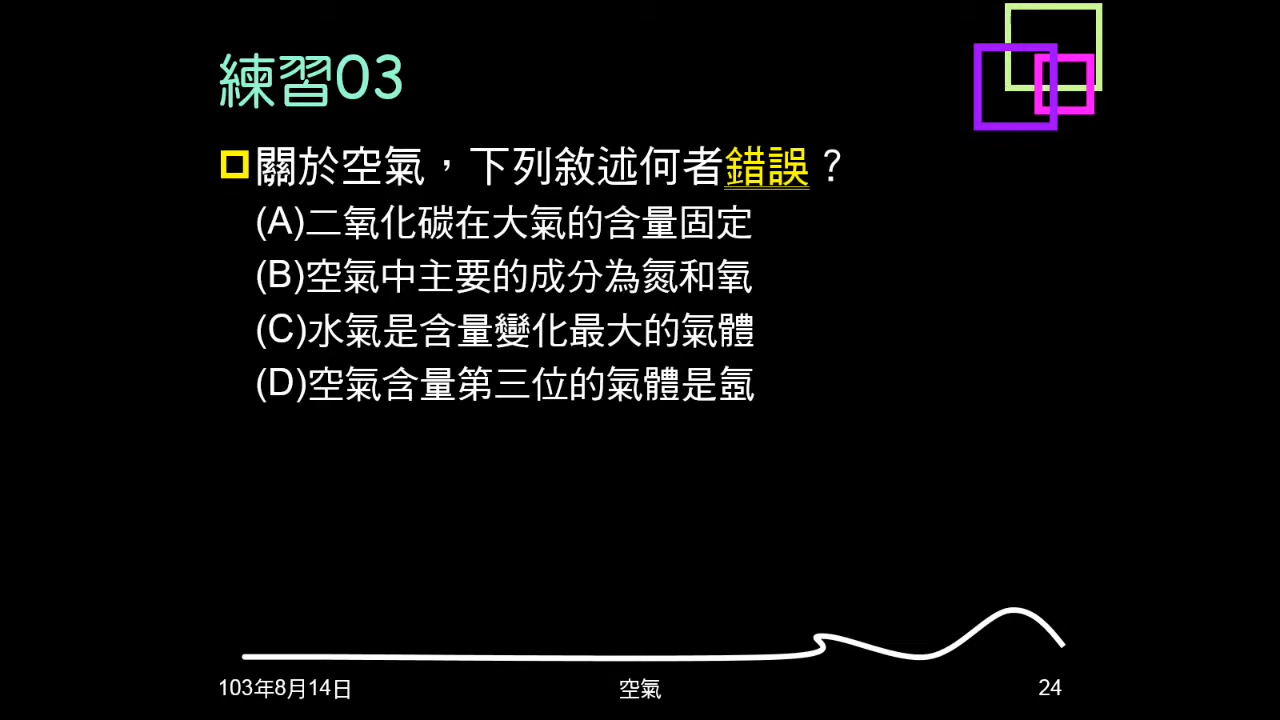 練習03
關於空氣，下列敘述何者錯誤？
(A)二氧化碳在大氣的含量固定
(B)空氣中主要的成分為氮和氧
(C)水氣是含量變化最大的氣體
(D)空氣含量第三位的氣體是氬
103年8月14日
空氣
24